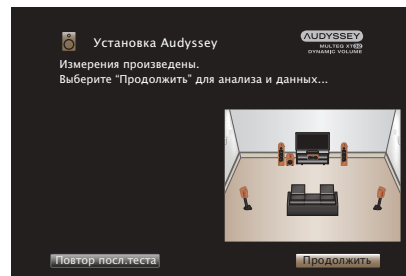 Установка Audyssey
AUDYSSEY
MULTEQ XT32
DYNAMIC VOLUME
Измерения произведены.
Выберите “Продолжить” для анализа и данных...
Повтор посл.теста
Продолжить